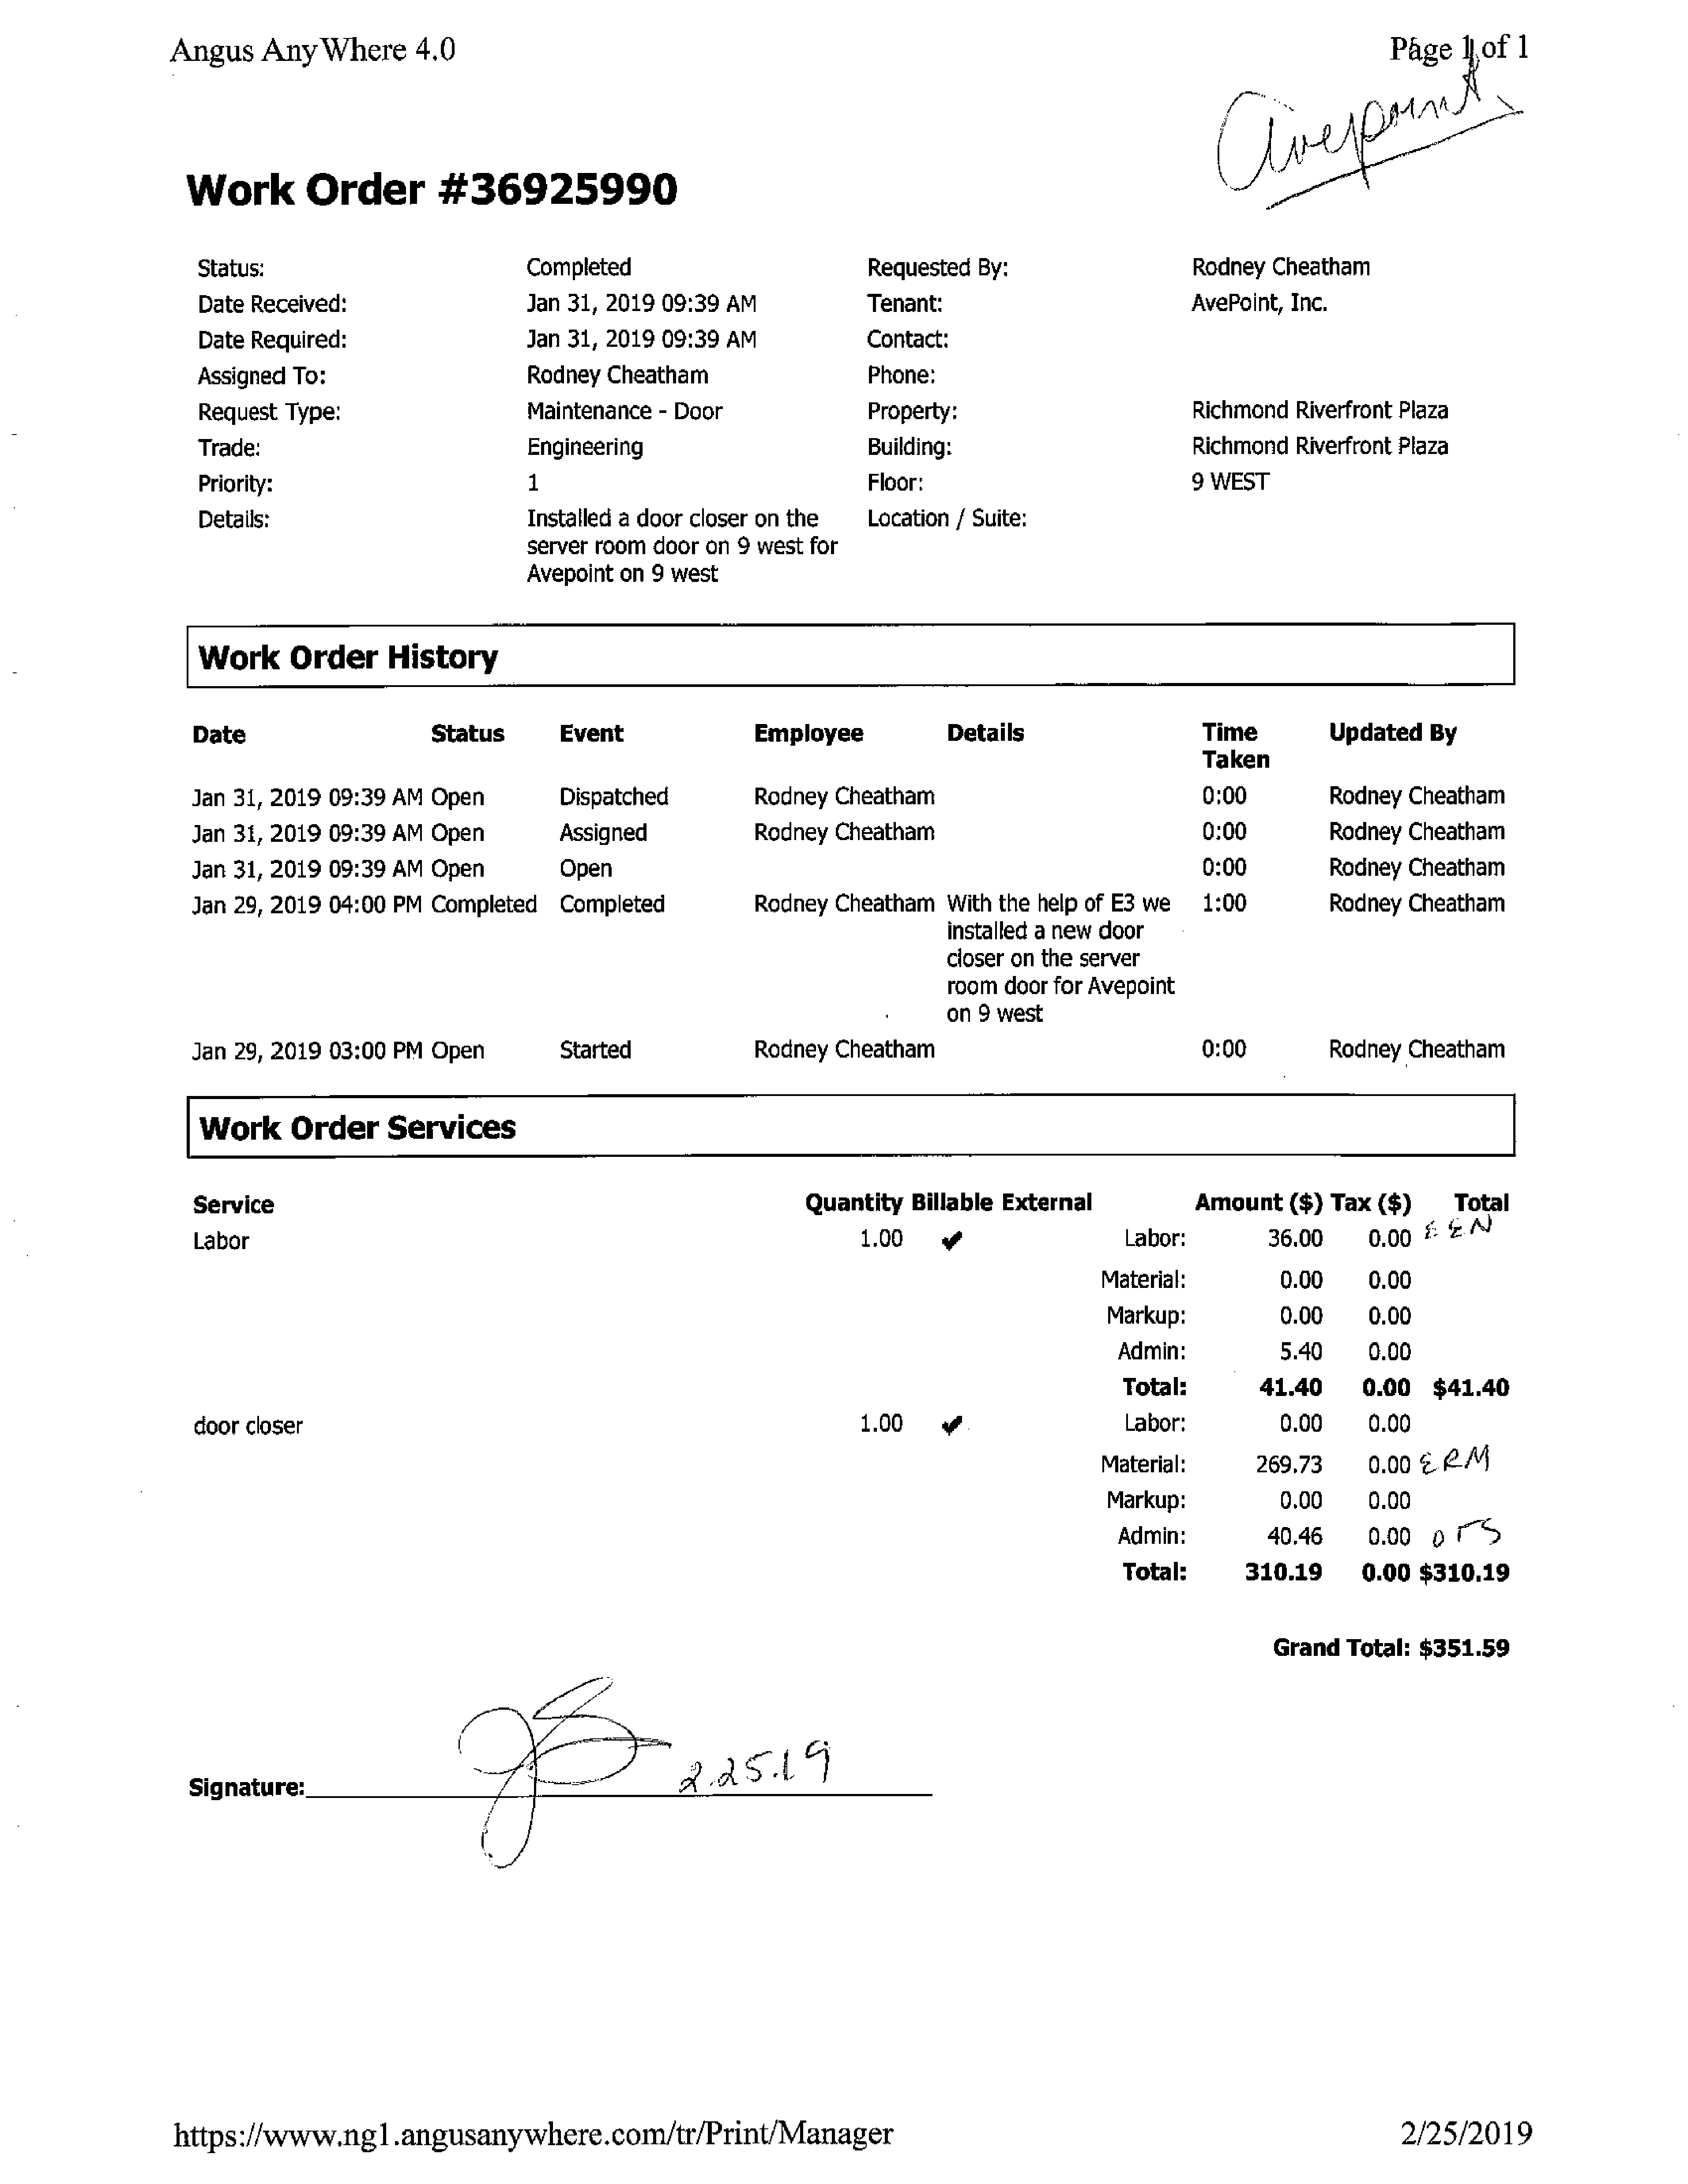 Angus AnyWhere 4.0 Page 1 of 1
Avepoint
Work Order #36925990
Status: Completed Requested By: Rodney Cheatham
Date Received: Jan 31, 2019 09:39 AM Tenant: AvePoint, Inc.
Date Required: Jan 31, 2019 09:39 AM Contact:
Assigned To: Rodney Cheatham Phone:
Request Type: Maintenance - Door Property: Richmond Riverfront Plaza
Trade: Engineering Building: Richmond Riverfront Plaza
Priority: 1 Floor: 9 WEST
Details: Installed a door closer on the Location / Suite:
server room door on 9 west for
Avepoint on 9 west
Work Order History
Date Status Event Employee Details Time Updated By
Taken
Jan 31, 2019 09:39 AM Open Dispatched Rodney Cheatham 0:00 Rodney Cheatham
Jan 31, 2019 09:39 AM Open Assigned Rodney Cheatham 0:00 Rodney Cheatham
Jan 31, 2019 09:39 AM Open Open 0:00 Rodney Cheatham
Jan 29, 2019 04:00 PM Completed Completed Rodney Cheatham With the help of E3 we 1:00 Rodney Cheatham
installed a new door
closer on the server
room door for Avepoint
on 9 west
Jan 29, 2019 03:00 PM Open Started Rodney Cheatham 0:00 Rodney Cheatham
Work Order Services
Service Quantity Billable External Amount ($) Tax ($) Total
Labor 1.00 ✔ Labor: 36.00 0.00 EEN
Material: 0.00 0.00
Markup: 0.00 0.00
Admin: 5.40 0.00
Total: 41.40 0.00 $41.40
door closer 1.00 ✔ Labor: 0.00 0.00
Material: 269.73 0.00 ERM
Markup: 0.00 0.00
Admin: 40.46 0.00
Total: 310.19 0.00 $310.19
Grand Total: $351.59
Signature: 2.25.19
https://www.ng1.angusanywhere.com/tr/Print/Manager 2/25/2019